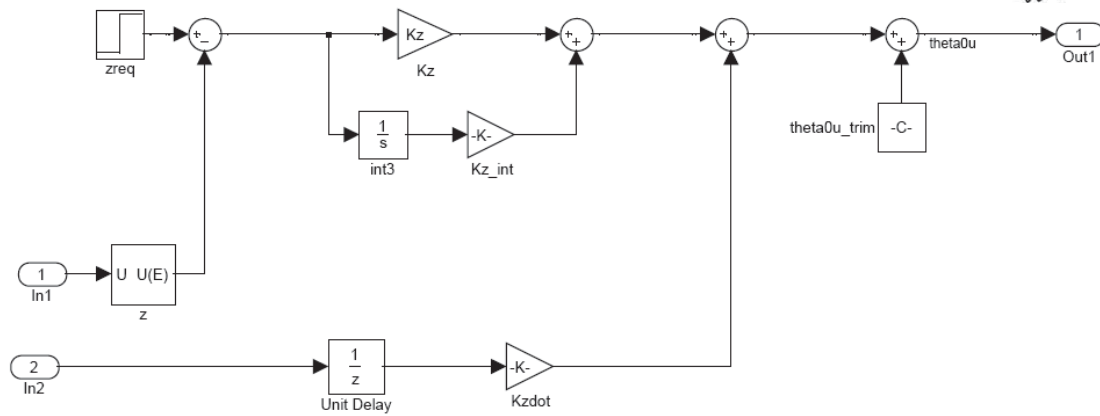 zreq
Kz
Kz
theta0u
1
Out1
1
s
int3
-K-
Kz_int
theta0u_trim
-C-
1
In1
U U(E)
z
2
In2
1
z
Unit Delay
-K-
Kzdot